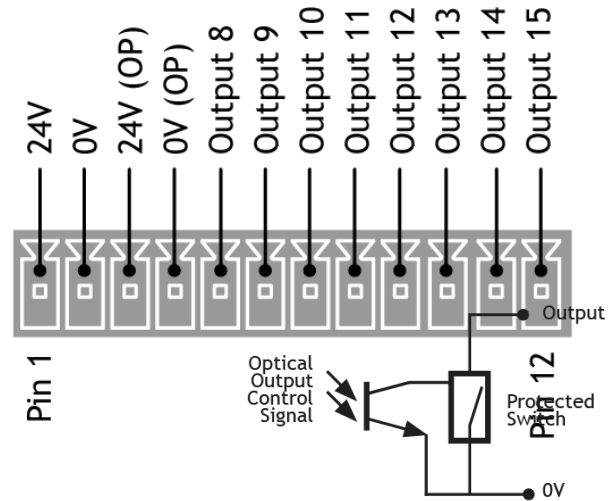 24V
0V
24V (OP)
0V (OP)
Output 8
Output 9
Output 10
Output 11
Output 12
Output 13
Output 14
Output 15
Output
Pin 1
Optical
Output
Control
Signal
Protected
Switch
Pin 12
0V